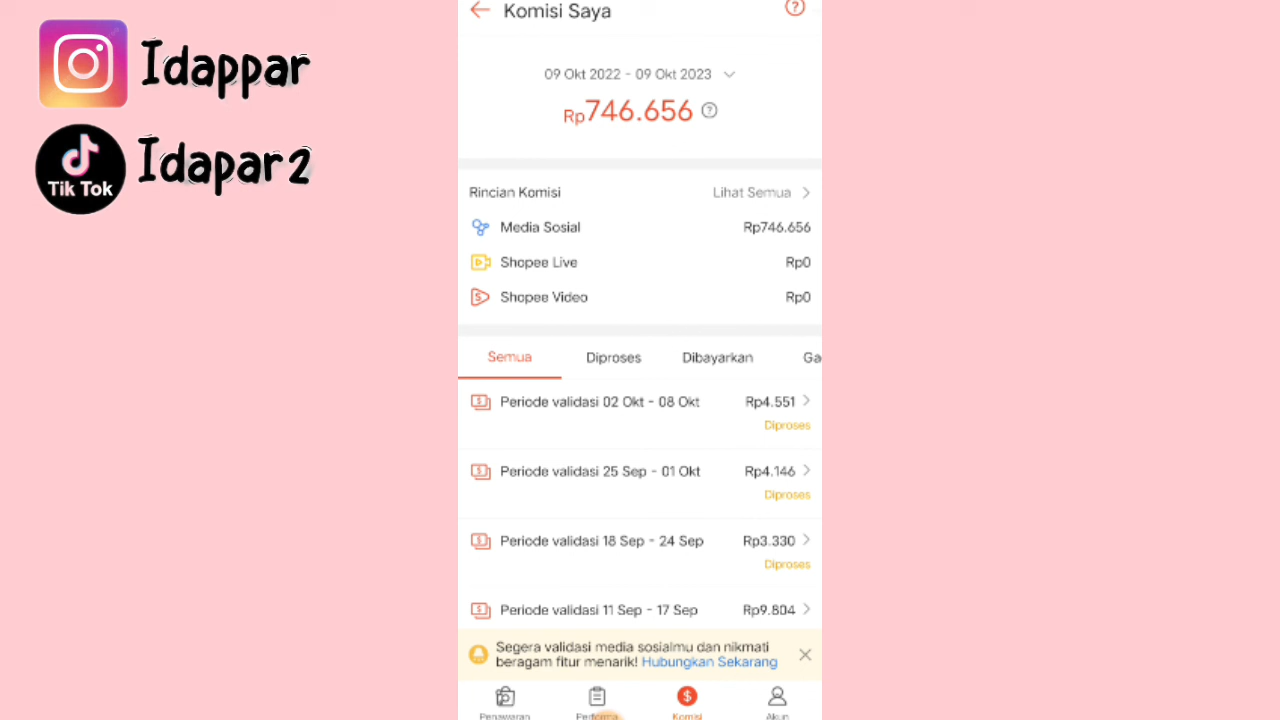 Idappar
Tik Tok
Idapar2
Komisi Saya
09 Okt 2022 - 09 Okt 2023
Rp746.656
Rincian Komisi Lihat Semua
Media Sosial Rp746.656
Shopee Live Rp0
Shopee Video Rp0
Semua Diproses Dibayarkan Ga
Periode validasi 02 Okt - 08 Okt Rp4.551
Diproses
Periode validasi 25 Sep - 01 Okt Rp4.146
Diproses
Periode validasi 18 Sep - 24 Sep Rp3.330
Diproses
Periode validasi 11 Sep - 17 Sep Rp9.804
Segera validasi media sosialmu dan nikmati
beragam fitur menarik! Hubungkan Sekarang
Penawaran Komisi Akun